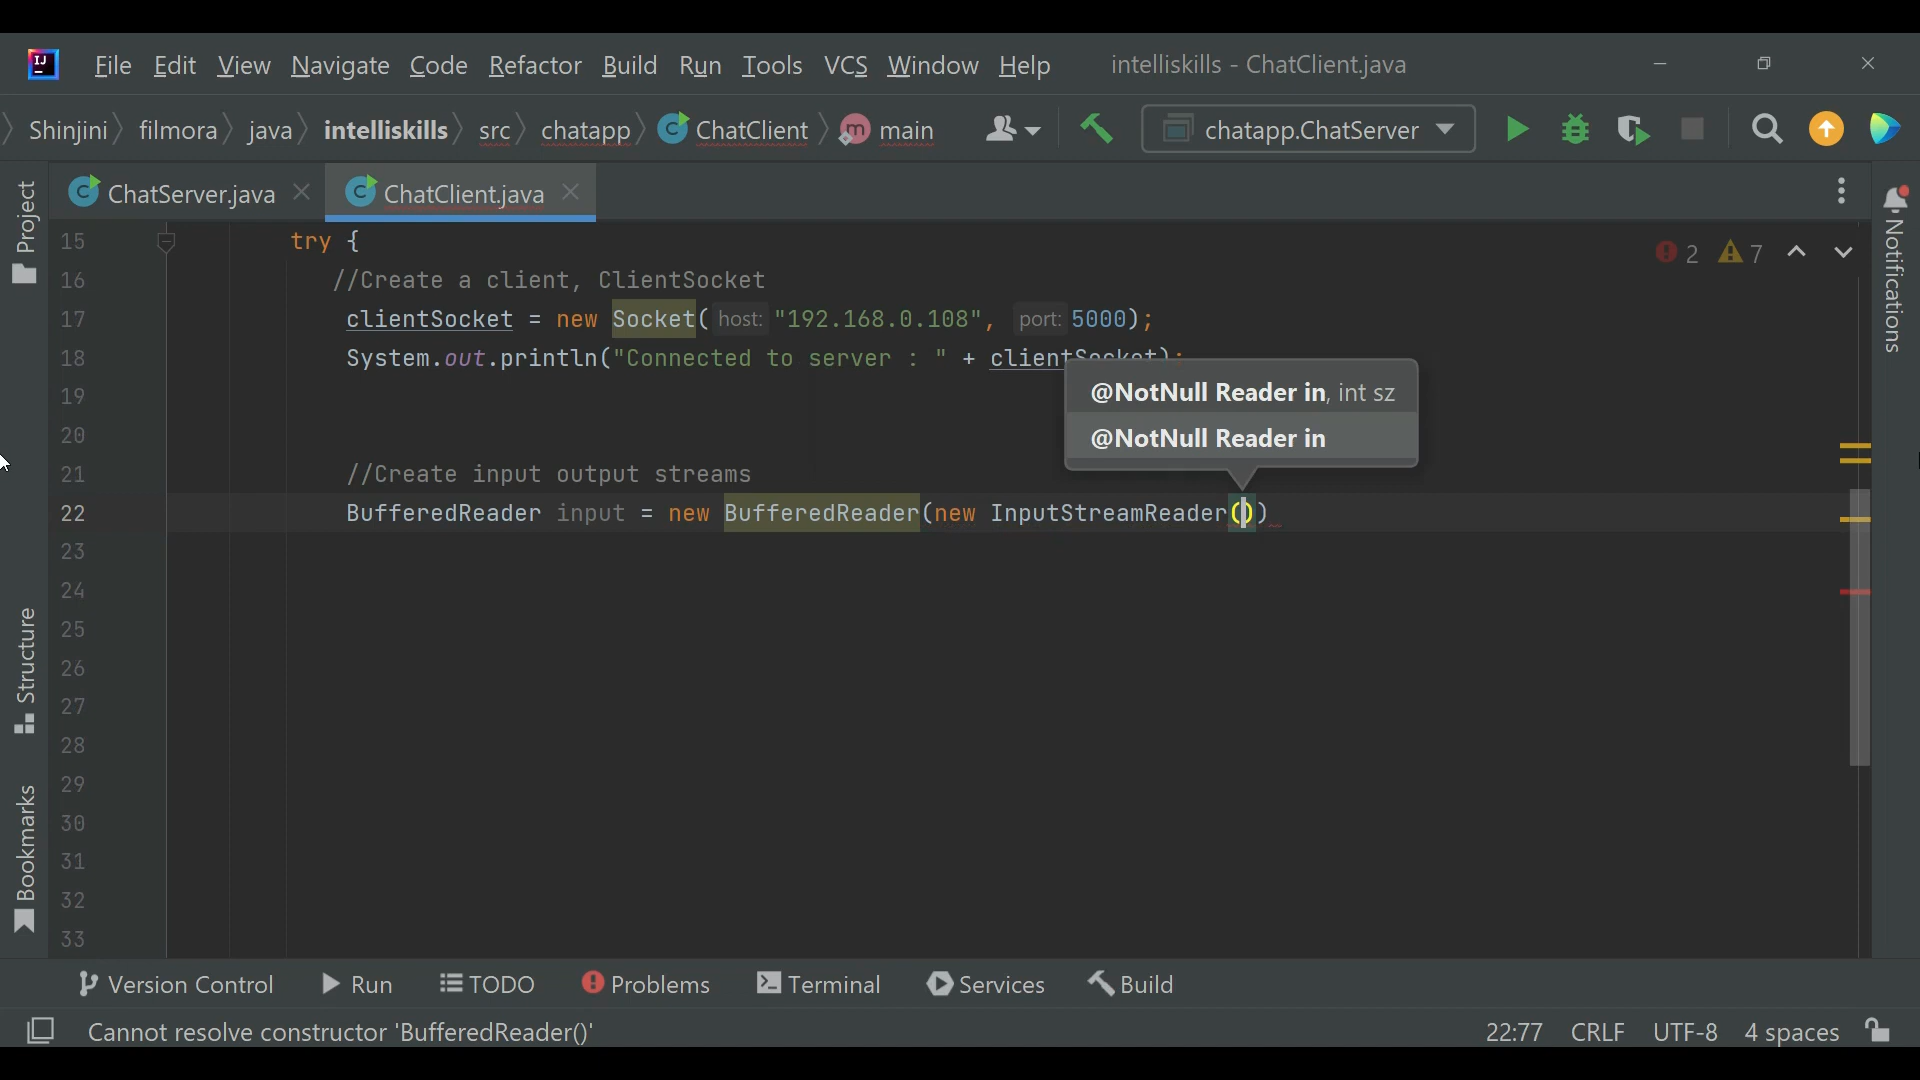 IJ File Edit View Navigate Code Refactor Build Run Tools VCS Window Help intelliskills - ChatClient.java
Shinjini filmora java intelliskills src chatapp C ChatClient m main chatapp.ChatServer
Project
Structure
Bookmarks
C ChatServer.java C ChatClient.java
2 7
15 try {
16 //Create a client, ClientSocket
17 clientSocket = new Socket( host: "192.168.0.108", port: 5000);
18 System.out.println("Connected to server : " + clientSocket);
@NotNull Reader in, int sz
@NotNull Reader in
19
20
21 //Create input output streams
22 BufferedReader input = new BufferedReader(new InputStreamReader())
23
24
25
26
27
28
29
30
31
32
33
Notifications
Version Control Run TODO Problems Terminal Services Build
Cannot resolve constructor 'BufferedReader()' 22:77 CRLF UTF-8 4 spaces